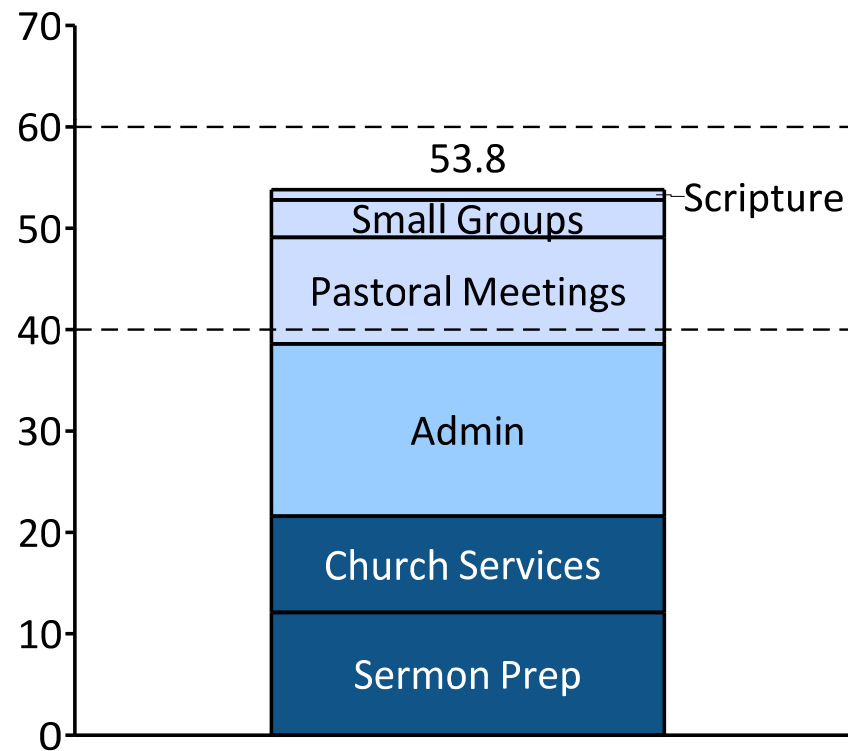 70
60
53.8
Scripture
Small Groups
50
Pastoral Meetings
40
Admin
30
20
Church Services
10
Sermon Prep
0